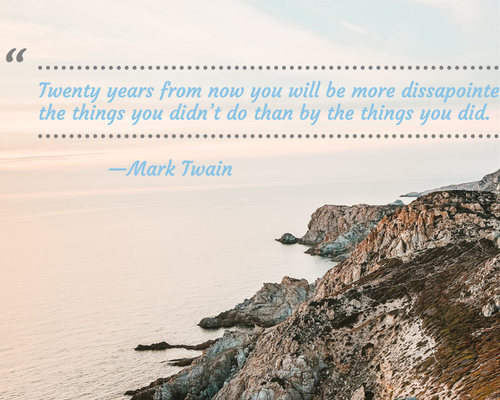 “
Twenty years from now you will be more dissapointe
the things you didn’t do than by the things you did.
—Mark Twain